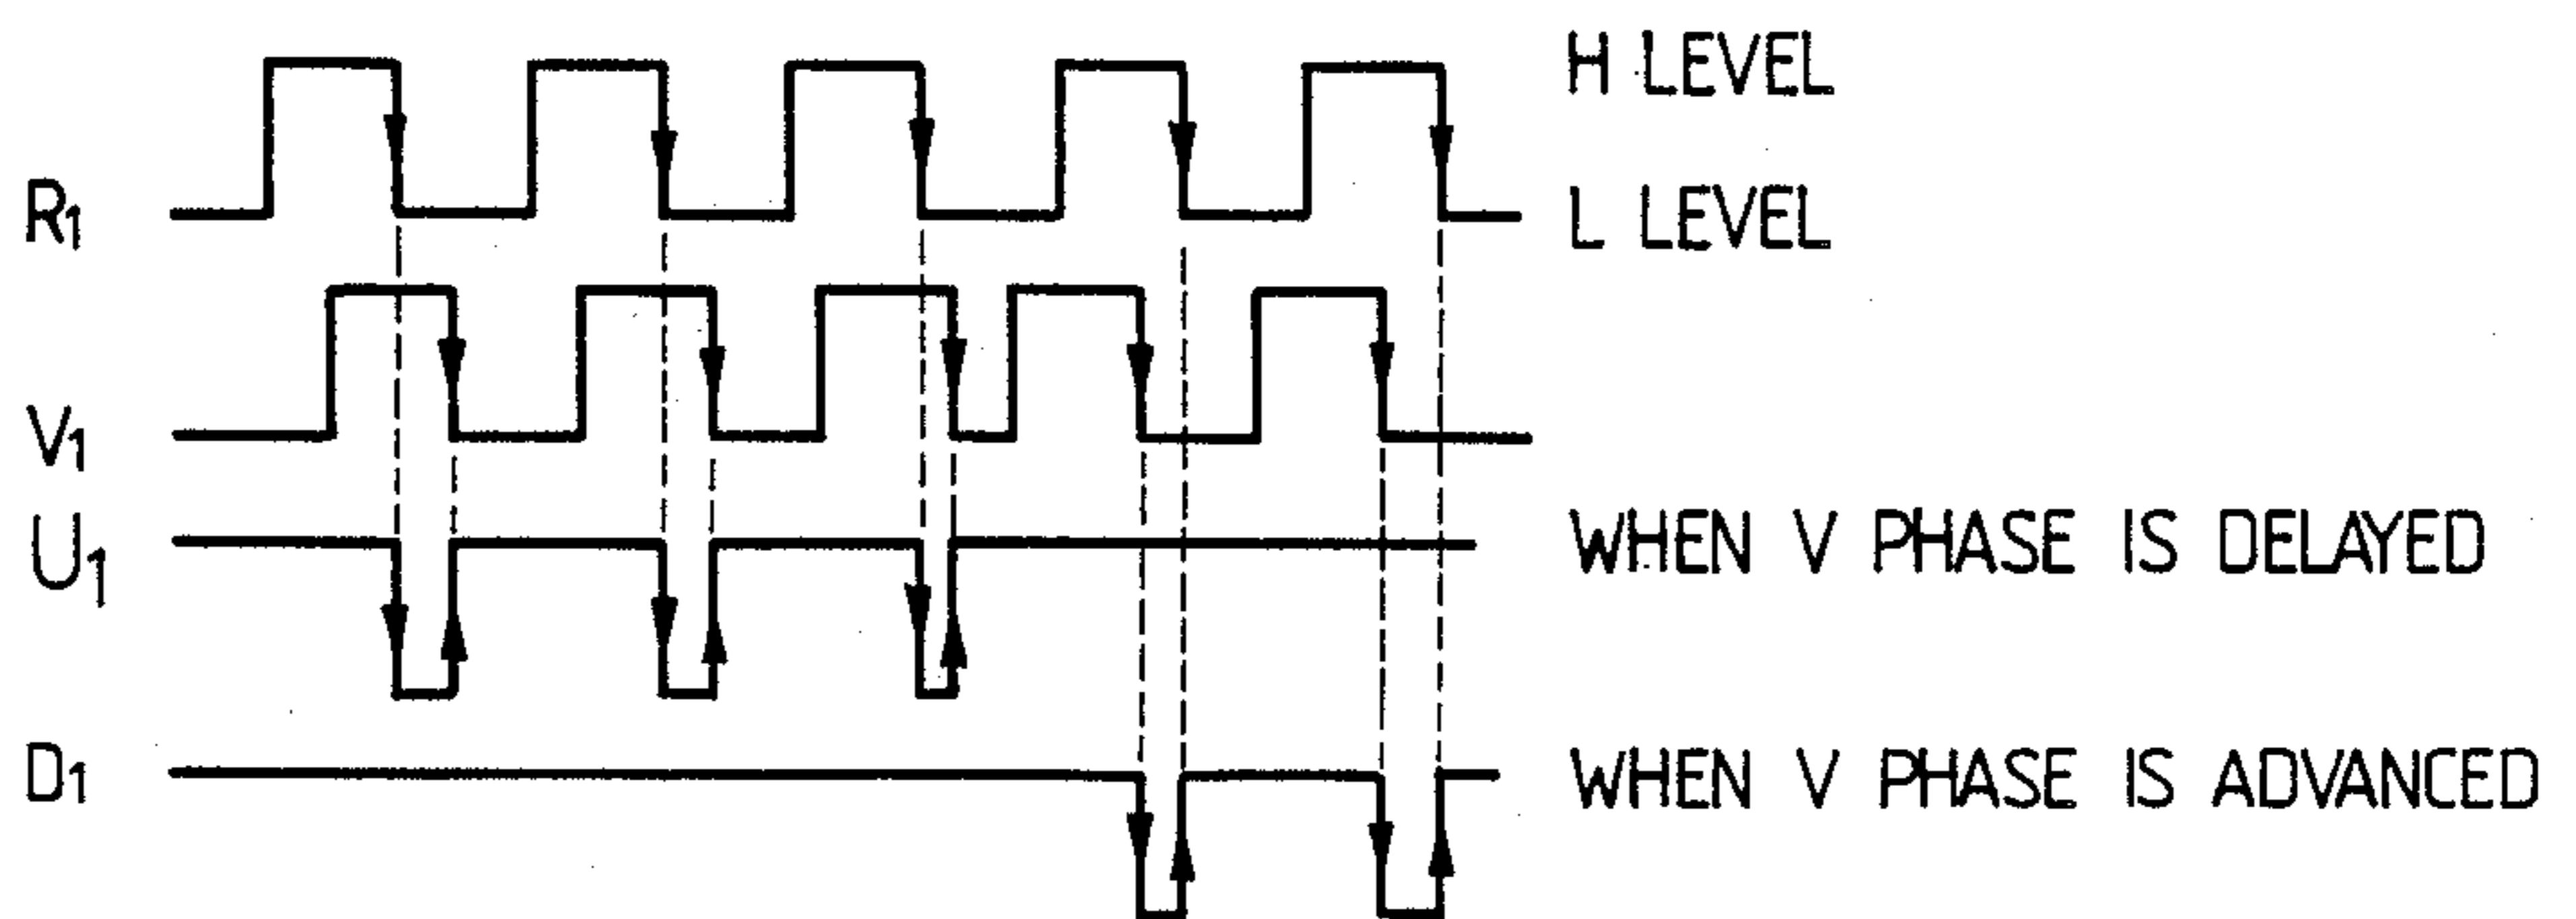 H LEVEL
R1
L LEVEL
V1
U1
WHEN V PHASE IS DELAYED
D1
WHEN V PHASE IS ADVANCED